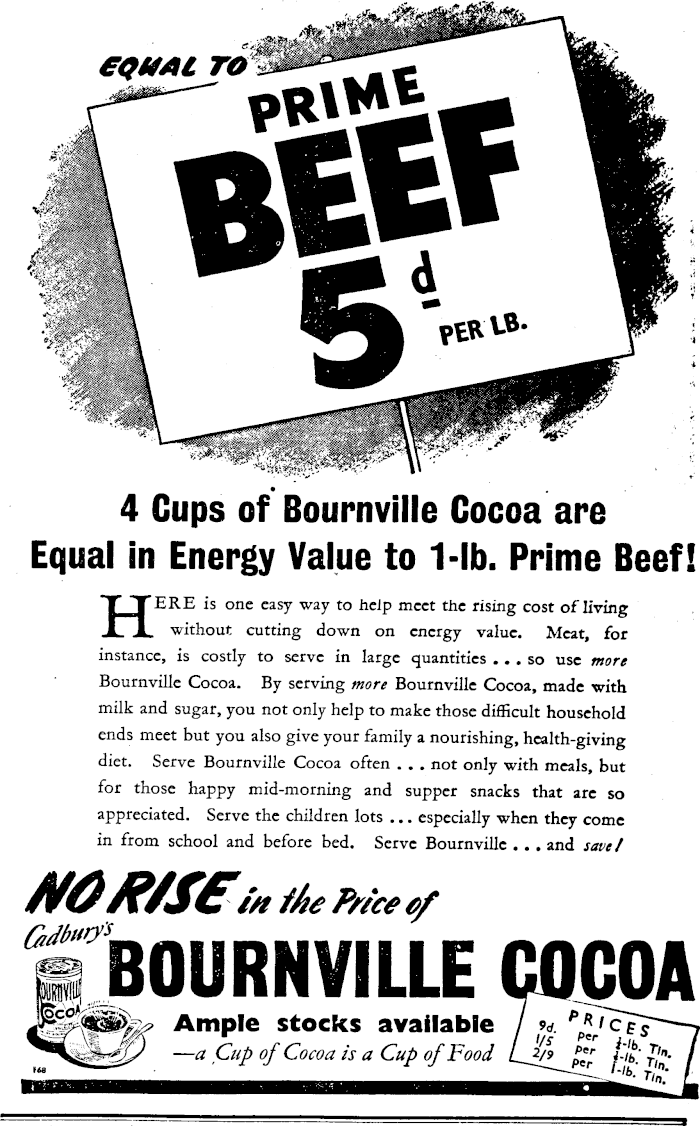 EQUAL TO
PRIME
BEEF
5d
PER LB.
4 Cups of Bournville Cocoa are
Equal in Energy Value to 1-lb. Prime Beef!
HERE is one easy way to help meet the rising cost of living
without cutting down on energy value. Meat, for
instance, is costly to serve in large quantities ... so use more
Bournville Cocoa. By serving more Bournville Cocoa, made with
milk and sugar, you not only help to make those difficult household
ends meet but you also give your family a nourishing, health-giving
diet. Serve Bournville Cocoa often ... not only with meals, but
for those happy mid-morning and supper snacks that are so
appreciated. Serve the children lots ... especially when they come
in from school and before bed. Serve Bournville ... and save!
NO RISE in the Price of
Cadbury's
BOURNVILLE COCOA
BOURNVILLE
COCOA
Ample stocks available
—a Cup of Cocoa is a Cup of Food
PRICES
9d. per ¼-lb. Tin.
1/5 per ½-lb. Tin.
2/9 per 1-lb. Tin.
F68